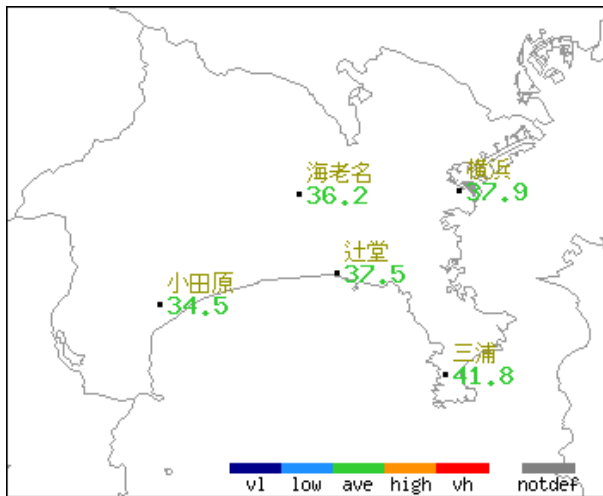 海老名
36.2
横浜
37.9
辻堂
37.5
小田原
34.5
三浦
41.8
vl low ave high vh notdef